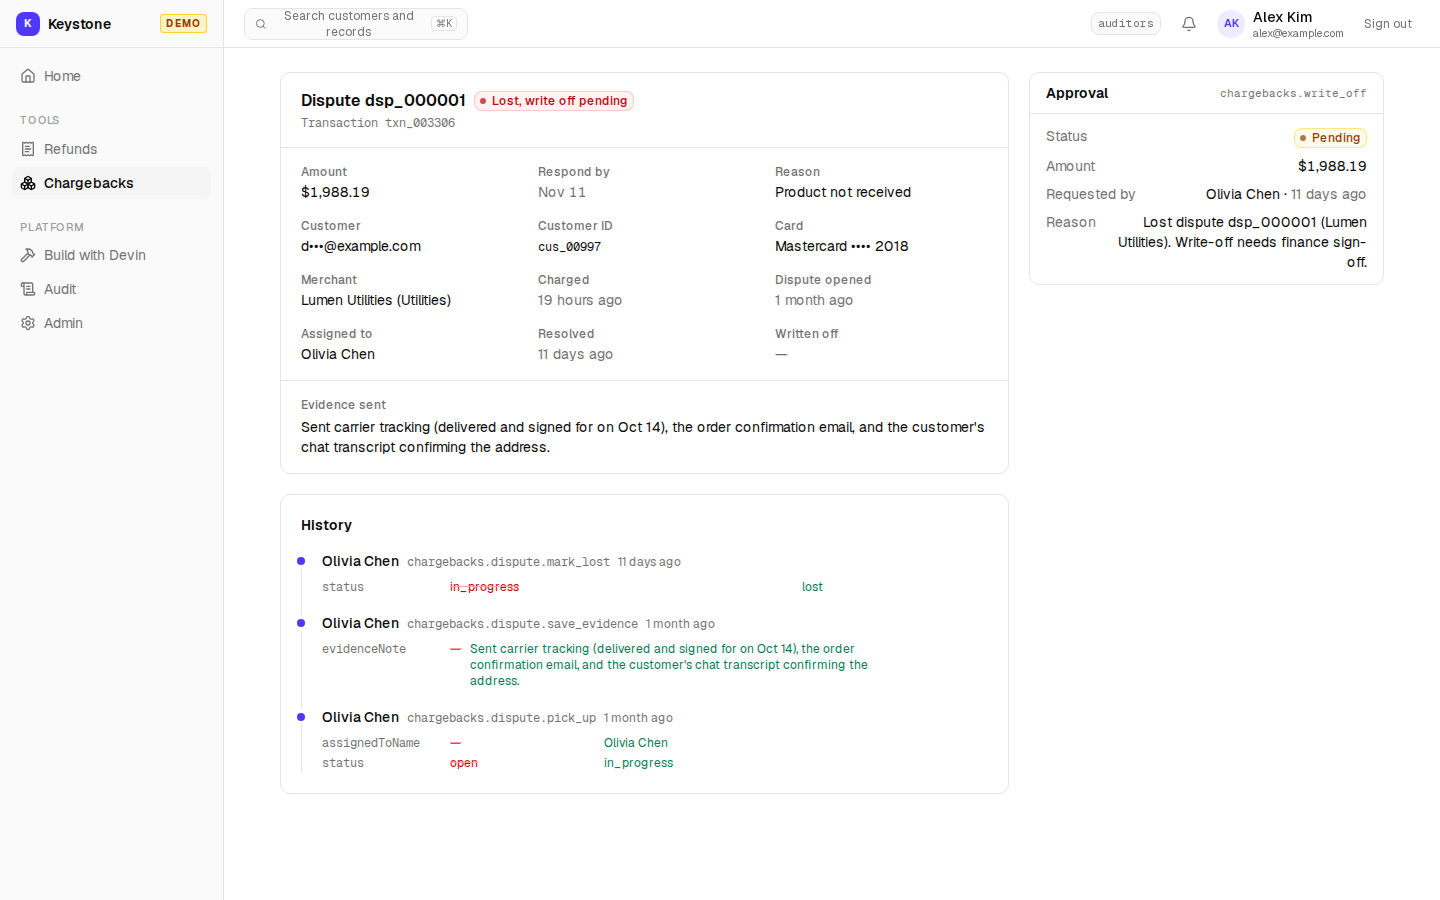 K Keystone DEMO
Search customers and records ⌘K
auditors
AK
Alex Kim
alex@example.com
Sign out
Home
TOOLS
Refunds
Chargebacks
PLATFORM
Build with Devin
Audit
Admin
Dispute dsp_000001 Lost, write off pending
Transaction txn_003306
Amount Respond by Reason
$1,988.19 Nov 11 Product not received
Customer Customer ID Card
d•••@example.com cus_00997 Mastercard •••• 2018
Merchant Charged Dispute opened
Lumen Utilities (Utilities) 19 hours ago 1 month ago
Assigned to Resolved Written off
Olivia Chen 11 days ago —
Evidence sent
Sent carrier tracking (delivered and signed for on Oct 14), the order confirmation email, and the customer's
chat transcript confirming the address.
History
Olivia Chen chargebacks.dispute.mark_lost 11 days ago
status in_progress lost
Olivia Chen chargebacks.dispute.save_evidence 1 month ago
evidenceNote — Sent carrier tracking (delivered and signed for on Oct 14), the order
confirmation email, and the customer's chat transcript confirming the
address.
Olivia Chen chargebacks.dispute.pick_up 1 month ago
assignedToName — Olivia Chen
status open in_progress
Approval chargebacks.write_off
Status Pending
Amount $1,988.19
Requested by Olivia Chen · 11 days ago
Reason Lost dispute dsp_000001 (Lumen
Utilities). Write-off needs finance sign-
off.